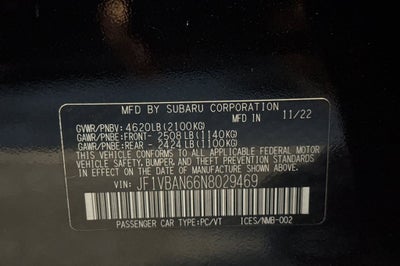 MFD BY SUBARU CORPORATION 11/22
GVWR/PNBV: 4620LB(2100KG)
GAWR/PNBE:FRONT- 2508LB(1140KG)
GAWR/PNBE:REAR - 2424LB(1100KG)
THIS VEHICLE CONFORMS TO ALL APPLICABLE FEDERAL MOTOR
VEHICLE SAFETY, BUMPER, AND THEFT PREVENTION STANDARDS
IN EFFECT ON THE DATE OF MANUFACTURE SHOWN ABOVE.
VIN: JF1VBAN66N8029469
PASSENGER CAR TYPE:PC/VT ICES/NMB-002